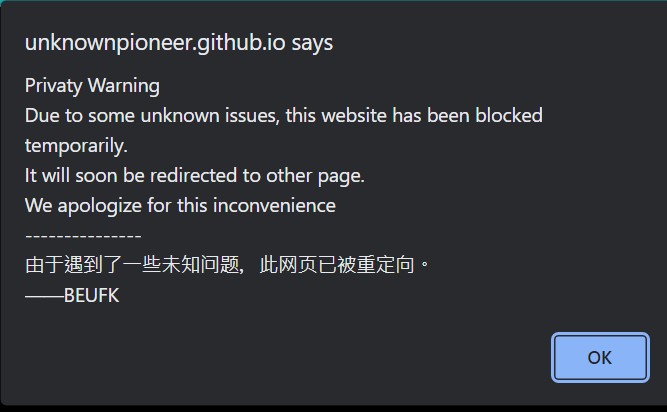 unknownpioneer.github.io says
Privaty Warning
Due to some unknown issues, this website has been blocked
temporarily.
It will soon be redirected to other page.
We apologize for this inconvenience
---------------
由于遇到了一些未知问题，此网页已被重定向。
——BEUFK
OK